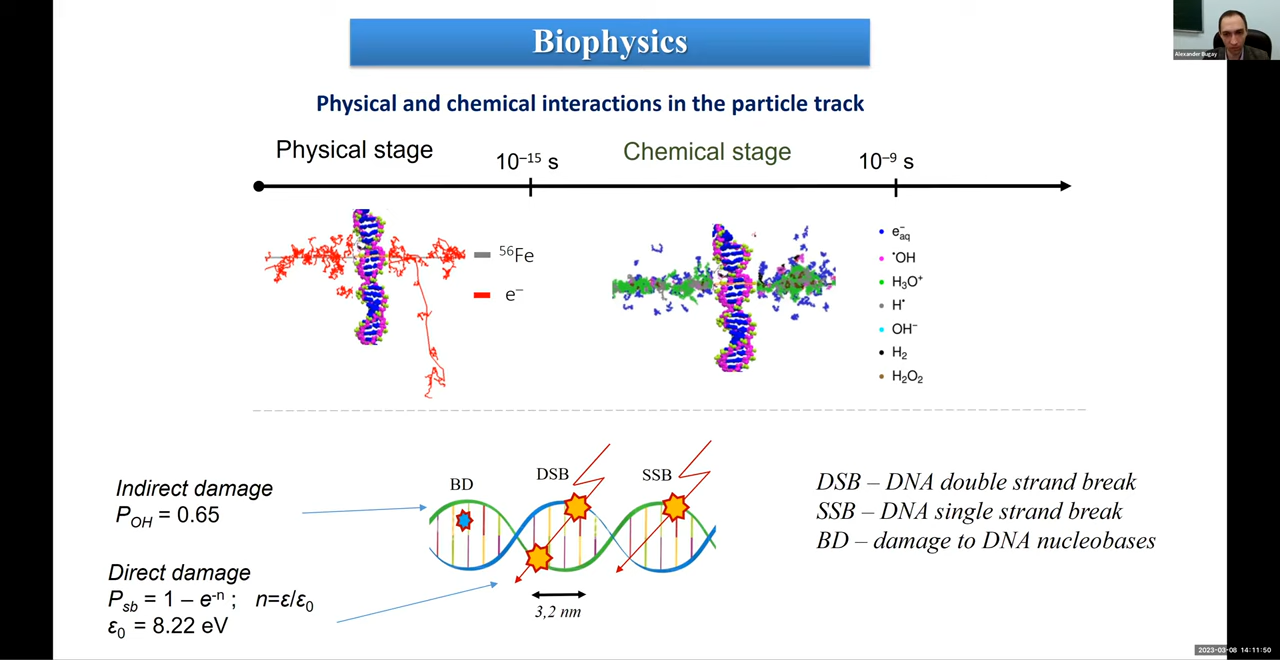 Biophysics
Alexander Bugay
Physical and chemical interactions in the particle track
Physical stage
10⁻¹⁵ s
Chemical stage
10⁻⁹ s
⁵⁶Fe
e⁻
e⁻aq
•OH
H₃O⁺
H•
OH⁻
H₂
H₂O₂
Indirect damage
P_OH = 0.65
Direct damage
P_sb = 1 – e⁻ⁿ ; n=ε/ε₀
ε₀ = 8.22 eV
BD
DSB
SSB
3,2 nm
DSB – DNA double strand break
SSB – DNA single strand break
BD – damage to DNA nucleobases
2023-03-08 14:11:50